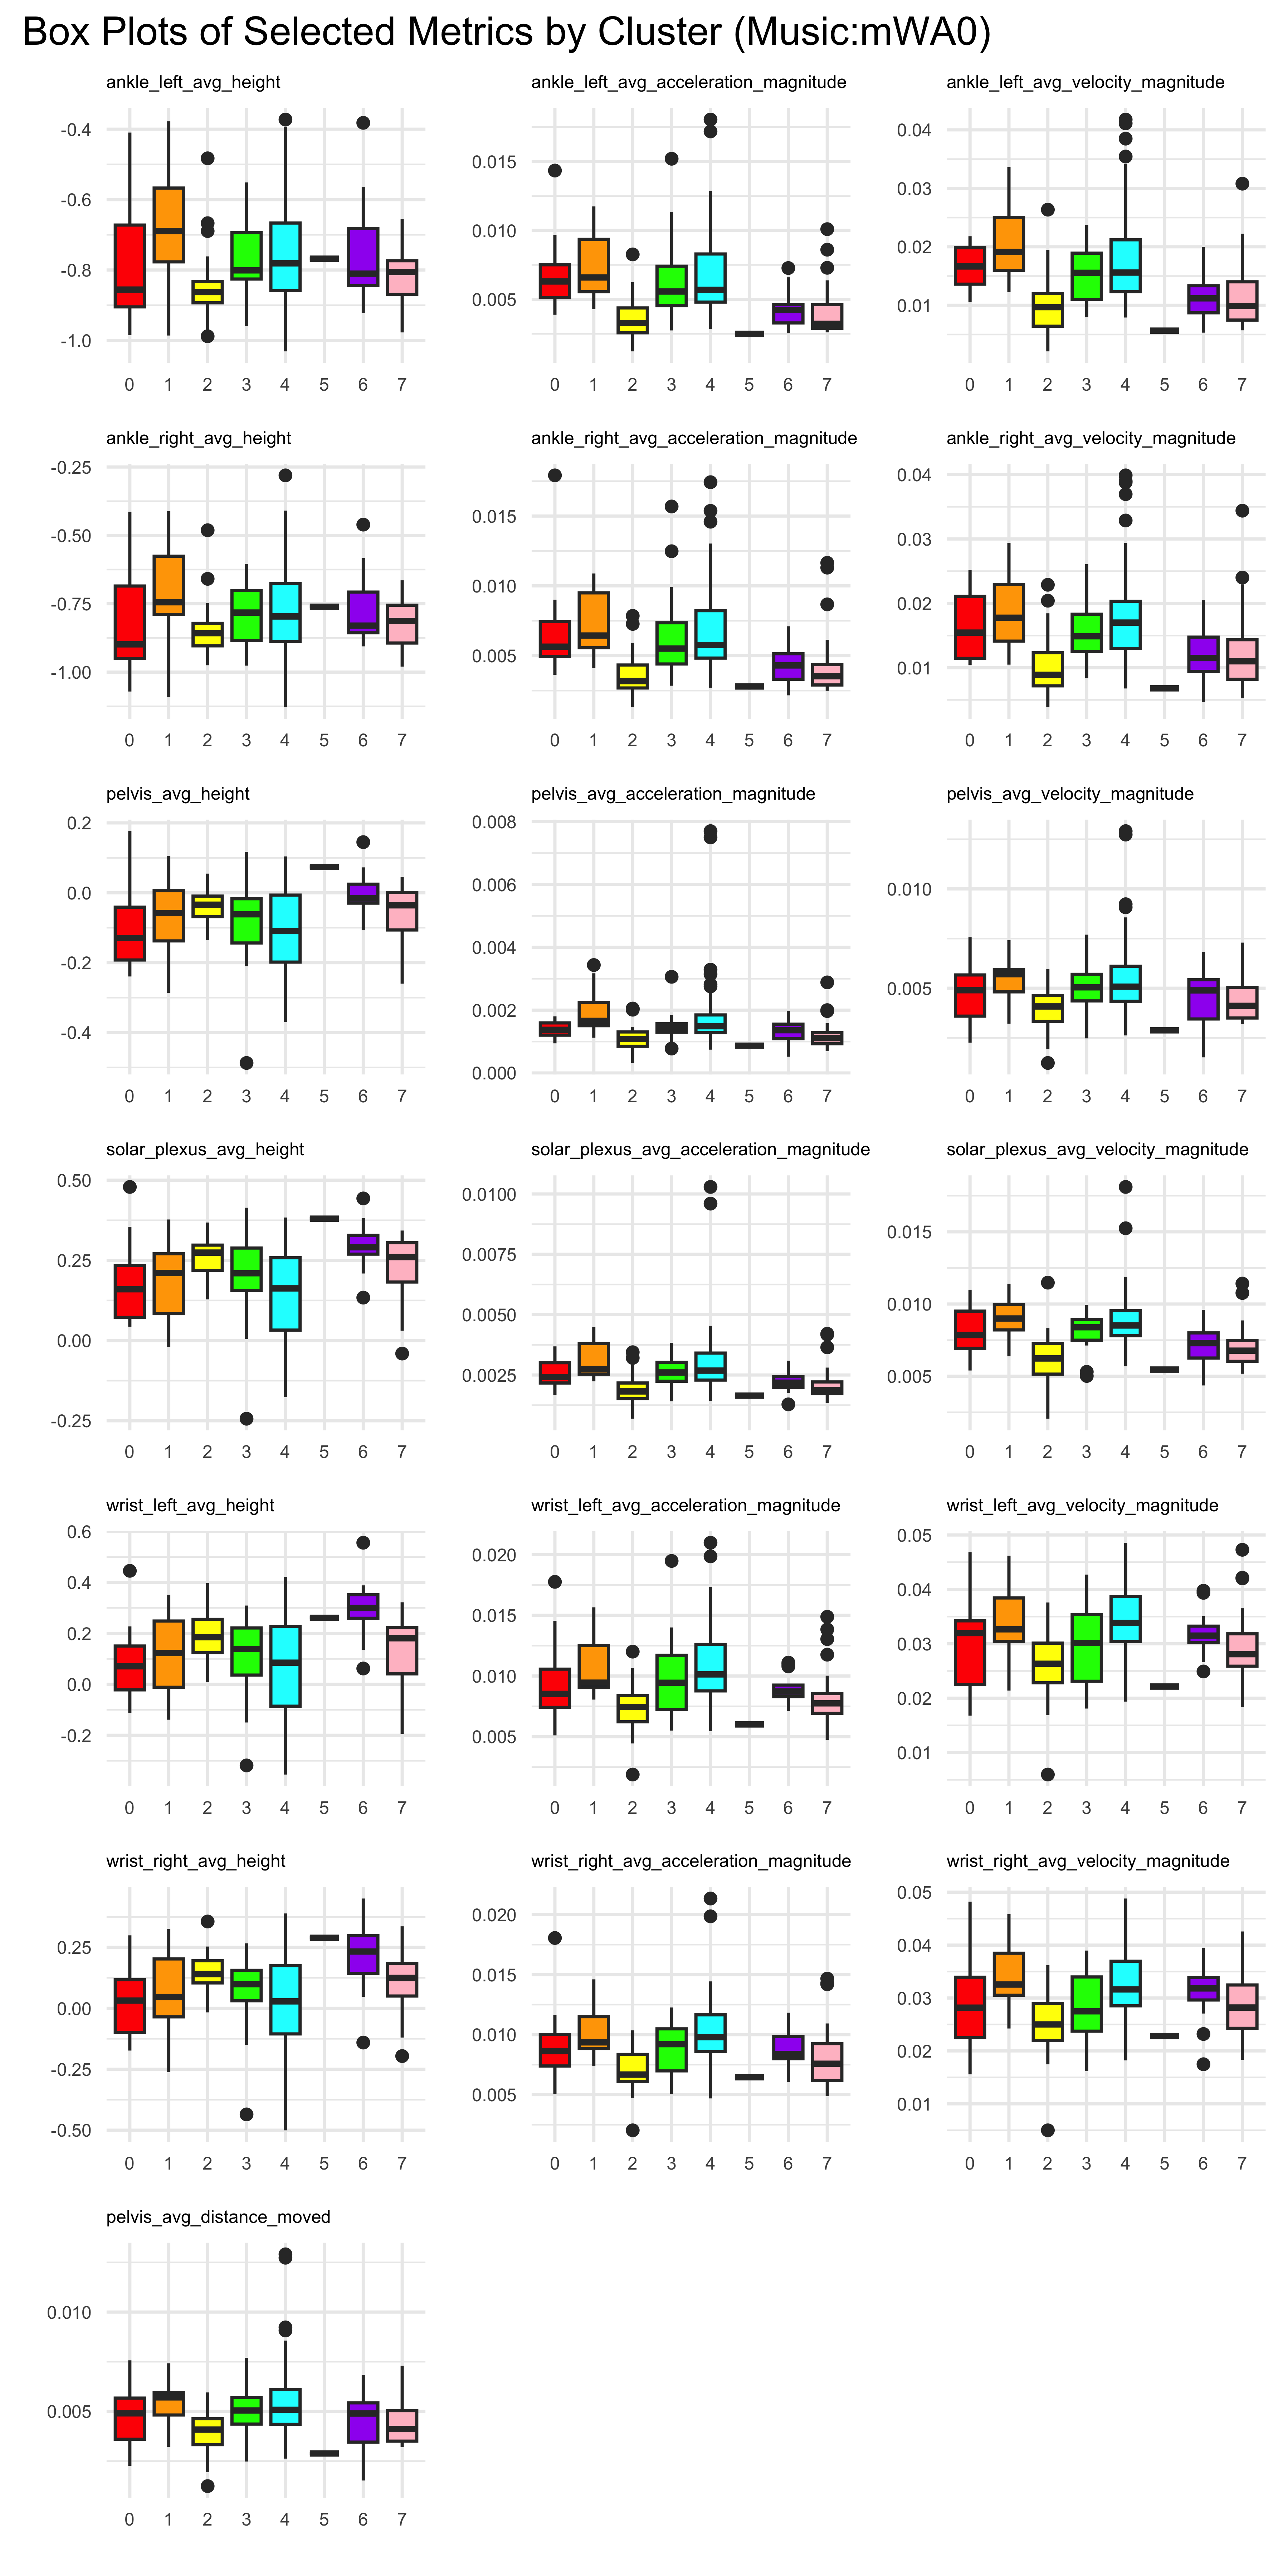 Box Plots of Selected Metrics by Cluster (Music:mWA0)
ankle_left_avg_height
-0.4
-0.6
-0.8
-1.0
0 1 2 3 4 5 6 7
ankle_left_avg_acceleration_magnitude
0.015
0.010
0.005
0 1 2 3 4 5 6 7
ankle_left_avg_velocity_magnitude
0.04
0.03
0.02
0.01
0 1 2 3 4 5 6 7
ankle_right_avg_height
-0.25
-0.50
-0.75
-1.00
0 1 2 3 4 5 6 7
ankle_right_avg_acceleration_magnitude
0.015
0.010
0.005
0 1 2 3 4 5 6 7
ankle_right_avg_velocity_magnitude
0.04
0.03
0.02
0.01
0 1 2 3 4 5 6 7
pelvis_avg_height
0.2
0.0
-0.2
-0.4
0 1 2 3 4 5 6 7
pelvis_avg_acceleration_magnitude
0.008
0.006
0.004
0.002
0.000
0 1 2 3 4 5 6 7
pelvis_avg_velocity_magnitude
0.010
0.005
0 1 2 3 4 5 6 7
solar_plexus_avg_height
0.50
0.25
0.00
-0.25
0 1 2 3 4 5 6 7
solar_plexus_avg_acceleration_magnitude
0.0100
0.0075
0.0050
0.0025
0 1 2 3 4 5 6 7
solar_plexus_avg_velocity_magnitude
0.015
0.010
0.005
0 1 2 3 4 5 6 7
wrist_left_avg_height
0.6
0.4
0.2
0.0
-0.2
0 1 2 3 4 5 6 7
wrist_left_avg_acceleration_magnitude
0.020
0.015
0.010
0.005
0 1 2 3 4 5 6 7
wrist_left_avg_velocity_magnitude
0.05
0.04
0.03
0.02
0.01
0 1 2 3 4 5 6 7
wrist_right_avg_height
0.25
0.00
-0.25
-0.50
0 1 2 3 4 5 6 7
wrist_right_avg_acceleration_magnitude
0.020
0.015
0.010
0.005
0 1 2 3 4 5 6 7
wrist_right_avg_velocity_magnitude
0.05
0.04
0.03
0.02
0.01
0 1 2 3 4 5 6 7
pelvis_avg_distance_moved
0.010
0.005
0 1 2 3 4 5 6 7